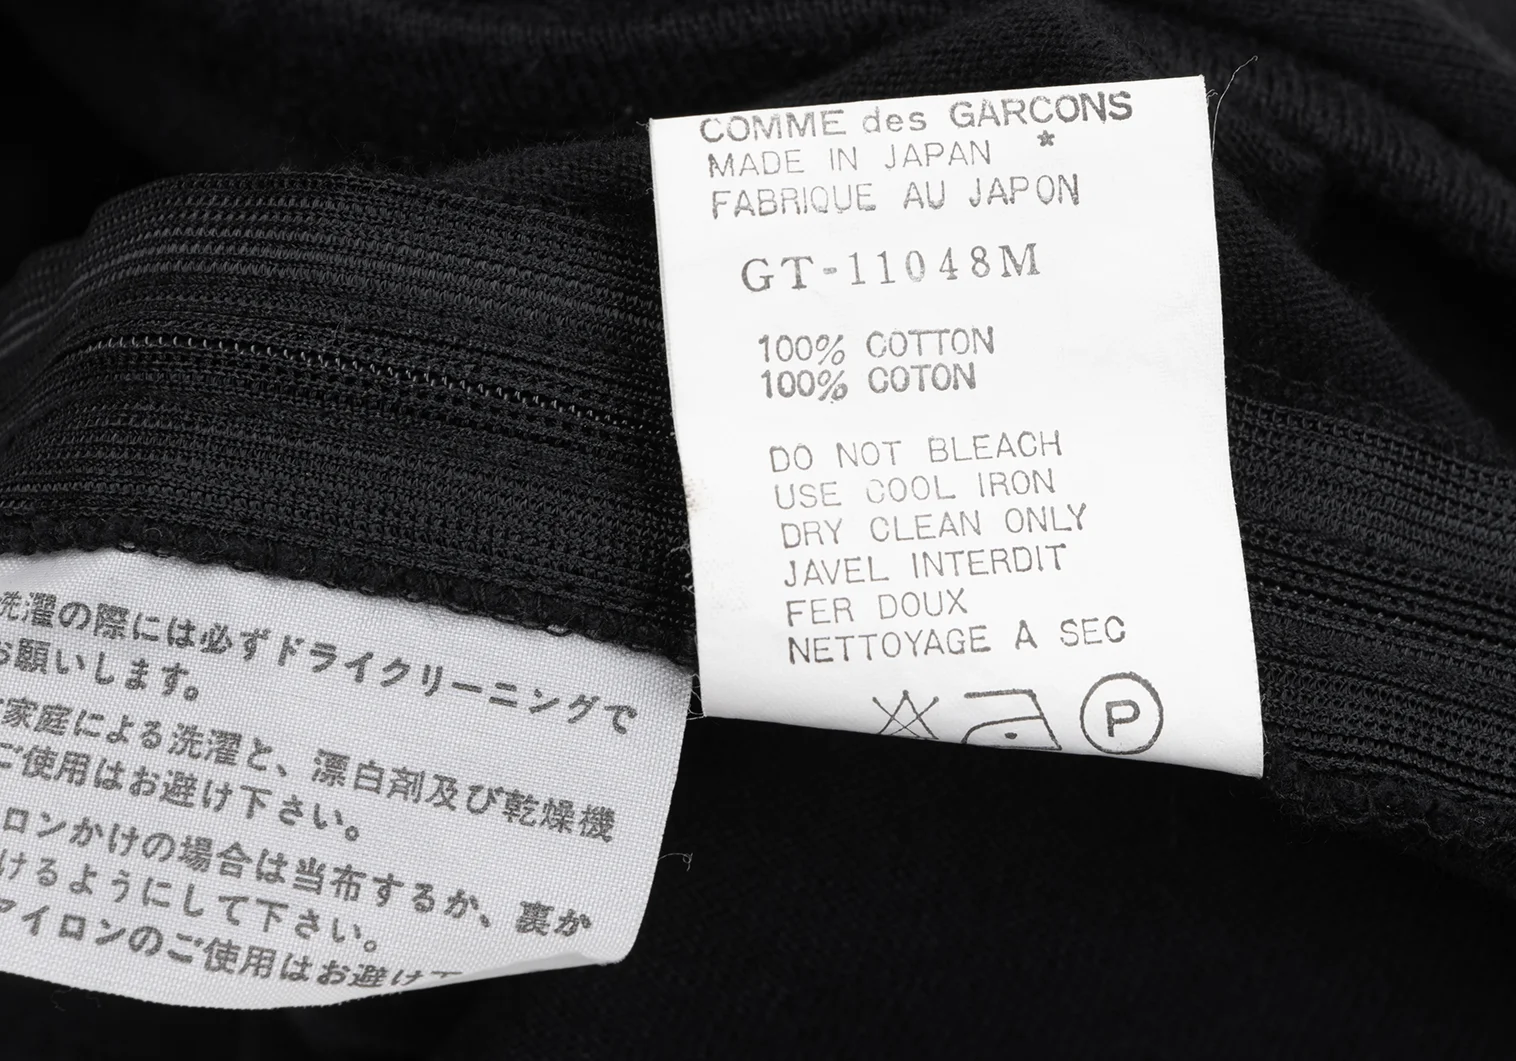 COMME des GARCONS
*
MADE IN JAPAN
FABRIQUE AU JAPON
GT-11048M
100% COTTON
100% COTON
DO NOT BLEACH
USE COOL IRON
DRY CLEAN ONLY
JAVEL INTERDIT
FER DOUX
NETTOYAGE A SEC
P
洗濯の際には必ずドライクリーニングで
お願いします。
家庭による洗濯と、漂白剤及び乾燥機
ご使用はお避け下さい。
ロンかけの場合は当布するか、裏か
けるようにして下さい。
アイロンのご使用はお避け下